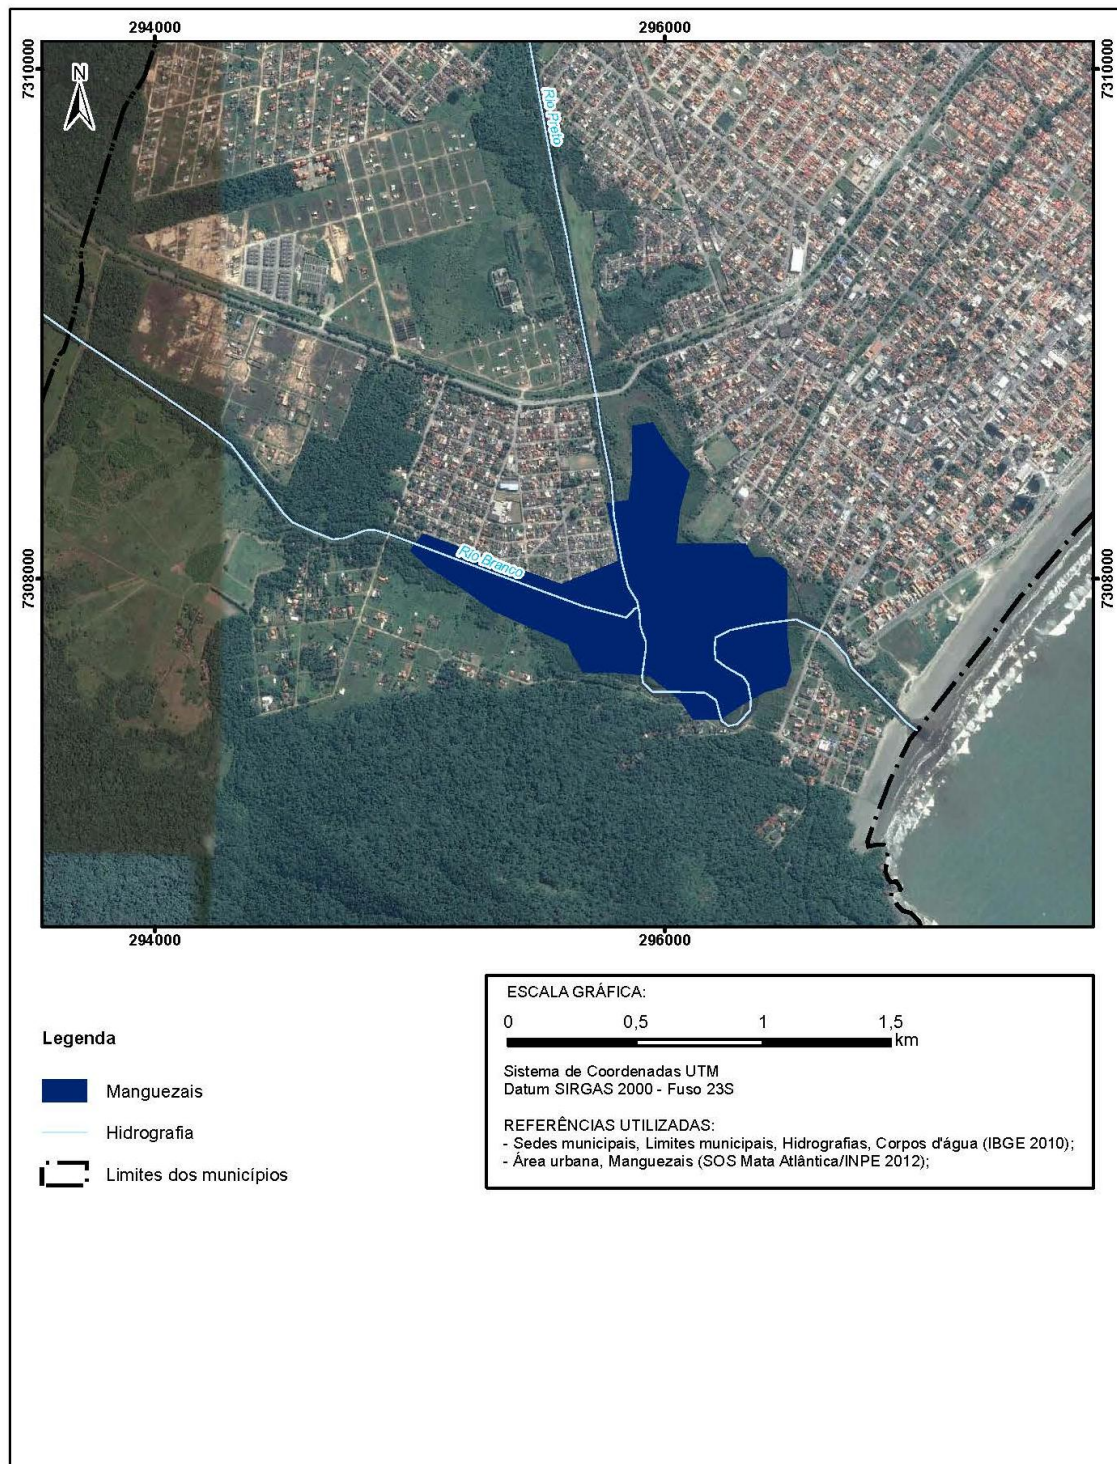 294000
296000
7310000
7310000
N
Rio Preto
Rio Branco
7308000
7308000
294000
296000
ESCALA GRÁFICA:
0 0,5 1 1,5
km
Sistema de Coordenadas UTM
Datum SIRGAS 2000 - Fuso 23S
REFERÊNCIAS UTILIZADAS:
- Sedes municipais, Limites municipais, Hidrografias, Corpos d'água (IBGE 2010);
- Área urbana, Manguezais (SOS Mata Atlântica/INPE 2012);
Legenda
Manguezais
Hidrografia
Limites dos municípios